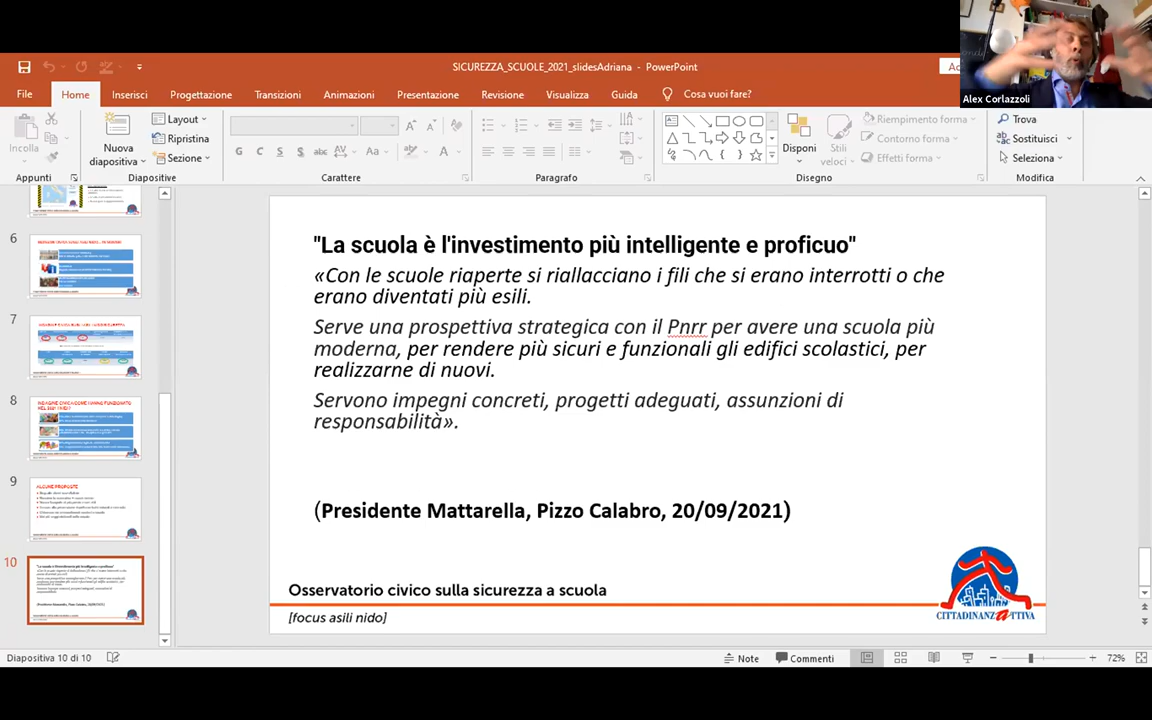 SICUREZZA_SCUOLE_2021_slidesAdriana - PowerPoint
Ac
Alex Corlazzoli
File Home Inserisci Progettazione Transizioni Animazioni Presentazione Revisione Visualizza Guida Cosa vuoi fare?
Incolla
Nuova diapositiva
Layout
Ripristina
Sezione
Disponi
Stili veloci
Riempimento forma
Contorno forma
Effetti forma
Trova
Sostituisci
Seleziona
Appunti Diapositive Carattere Paragrafo Disegno Modifica
6
7
8
9
ALCUNE PROPOSTE
10
"La scuola è l'investimento più intelligente e proficuo"
«Con le scuole riaperte si riallacciano i fili che si erano interrotti o che
erano diventati più esili.
Serve una prospettiva strategica con il Pnrr per avere una scuola più
moderna, per rendere più sicuri e funzionali gli edifici scolastici, per
realizzarne di nuovi.
Servono impegni concreti, progetti adeguati, assunzioni di
responsabilità».
(Presidente Mattarella, Pizzo Calabro, 20/09/2021)
Osservatorio civico sulla sicurezza a scuola
[focus asili nido]
CITTADINANZATTIVA
Diapositiva 10 di 10
Note
Commenti
72%